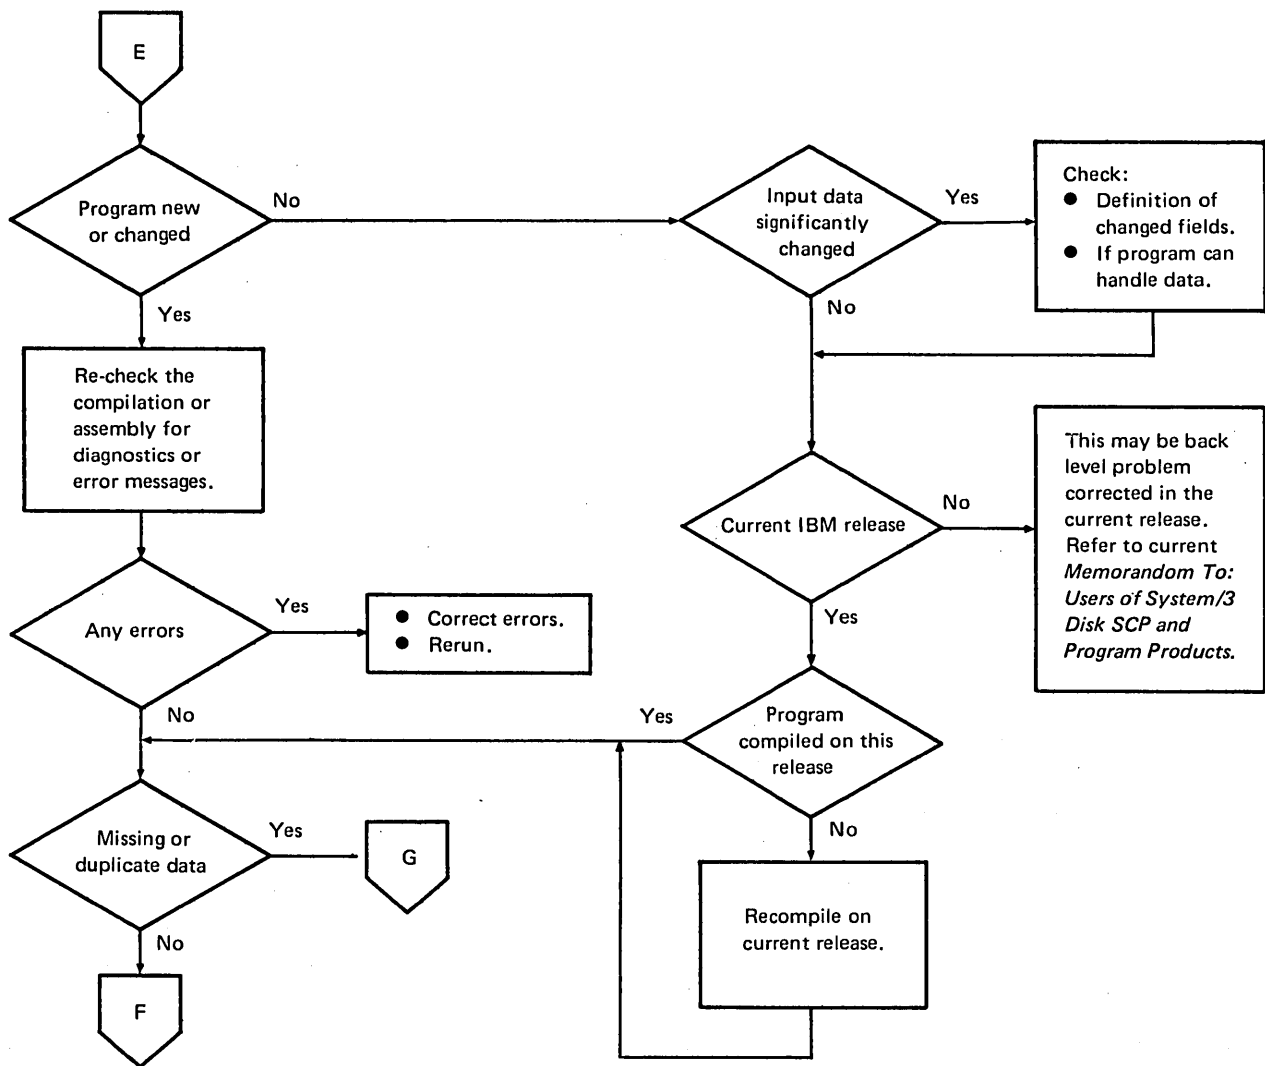 E
Program new
or changed
No
Input data
significantly
changed
Yes
Check:
● Definition of
changed fields.
● If program can
handle data.
Yes
No
Re-check the
compilation or
assembly for
diagnostics or
error messages.
Current IBM release
No
This may be back
level problem
corrected in the
current release.
Refer to current
Memorandom To:
Users of System/3
Disk SCP and
Program Products.
Yes
Any errors
Yes
● Correct errors.
● Rerun.
No
Yes
Program
compiled on this
release
Missing or
duplicate data
Yes
G
No
Recompile on
current release.
No
F